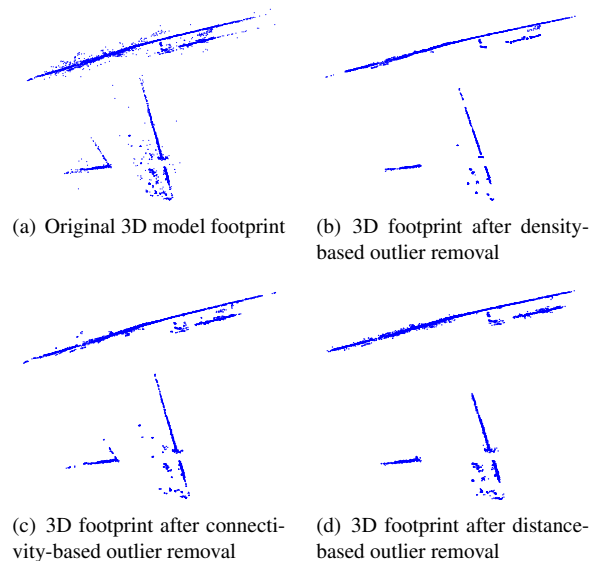 (a) Original 3D model footprint
(b) 3D footprint after density-
based outlier removal
(c) 3D footprint after connecti-
vity-based outlier removal
(d) 3D footprint after distance-
based outlier removal